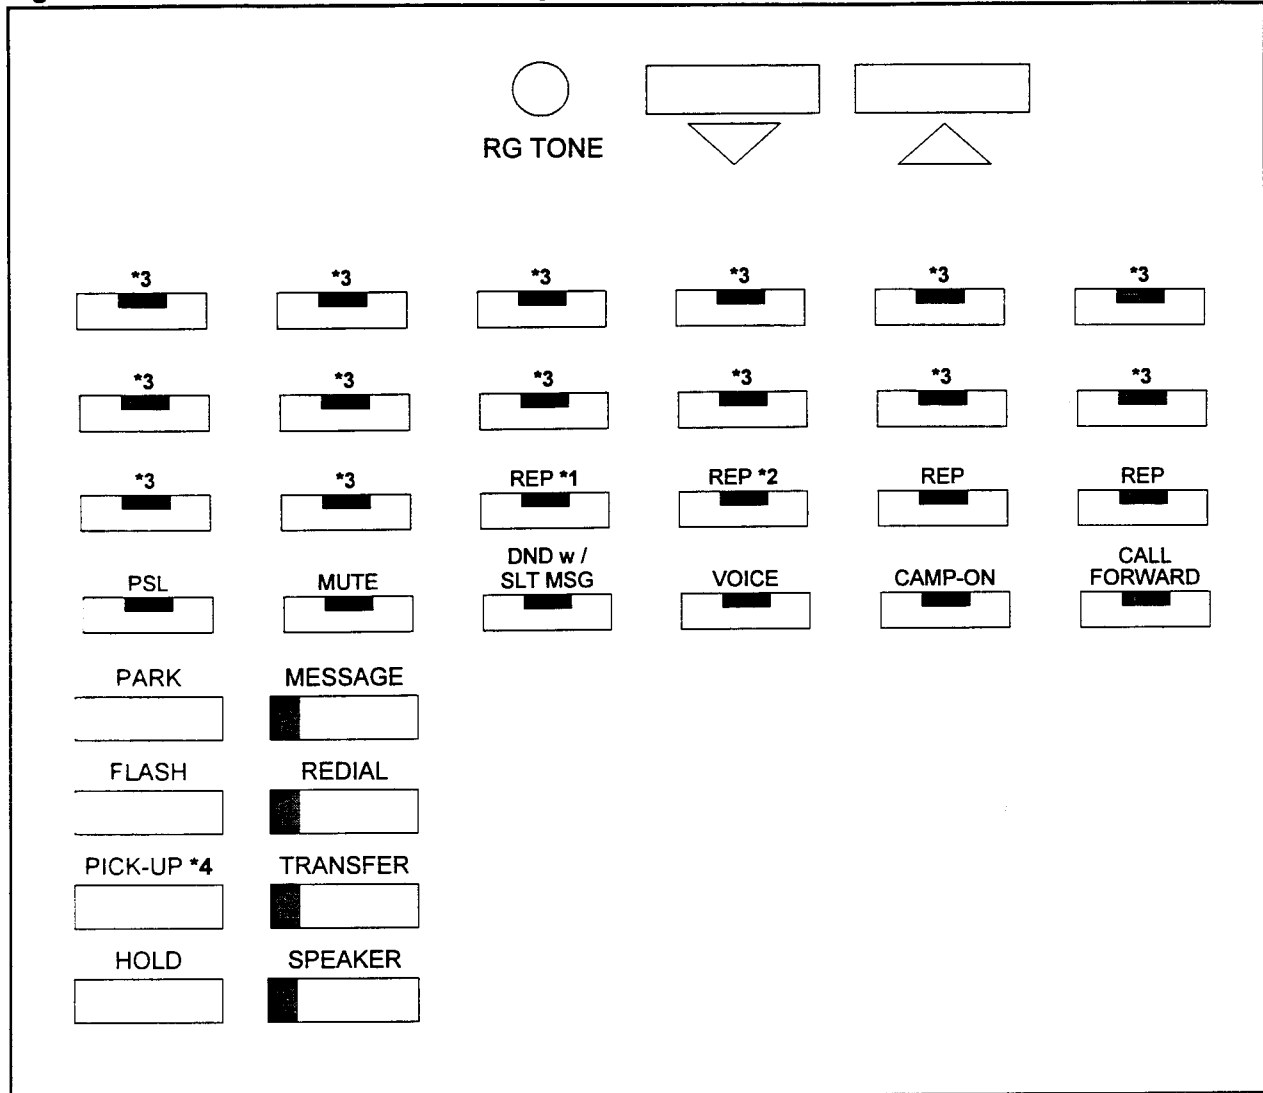 RG TONE
*3 *3 *3 *3 *3 *3
*3 *3 *3 *3 *3 *3
*3 *3 REP *1 REP *2 REP REP
PSL MUTE DND w / SLT MSG VOICE CAMP-ON CALL FORWARD
PARK MESSAGE
FLASH REDIAL
PICK-UP *4 TRANSFER
HOLD SPEAKER